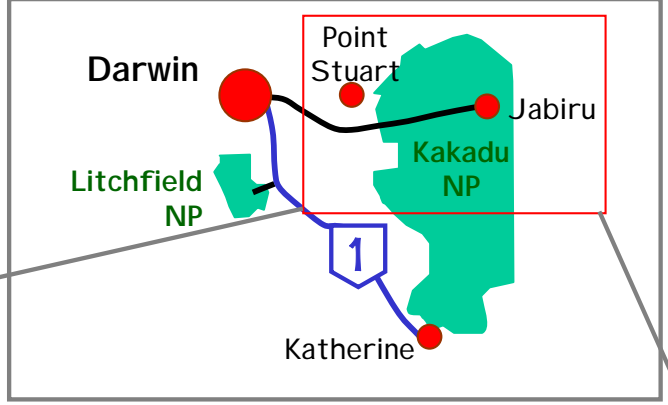 Point
Stuart
Darwin
Jabiru
Kakadu
NP
Litchfield
NP
1
Katherine